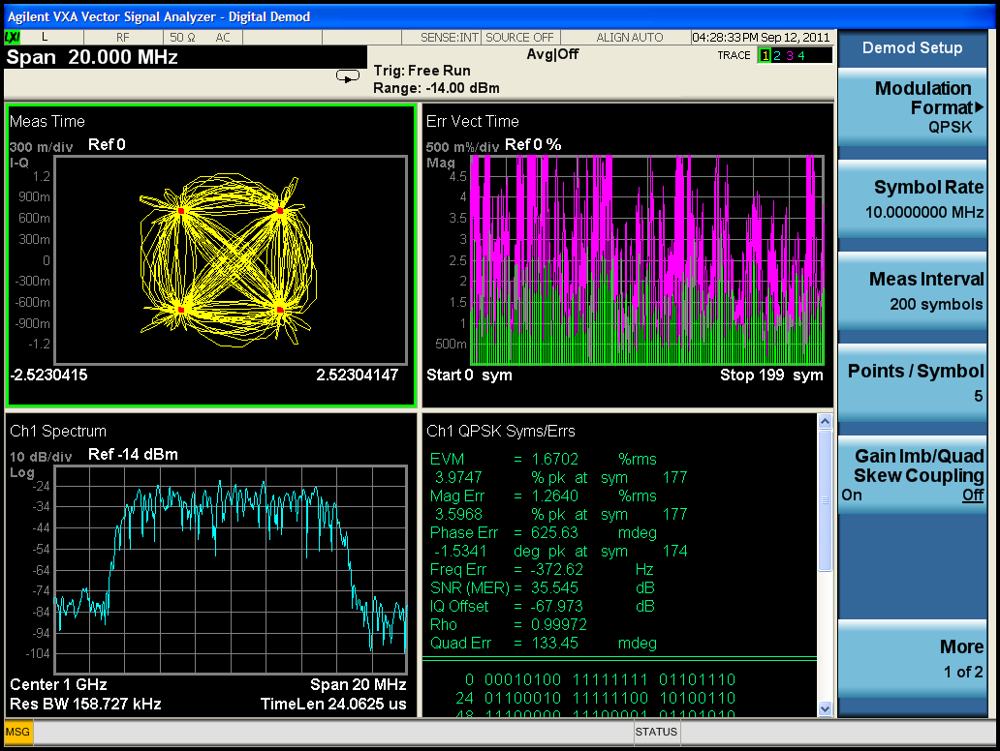 Agilent VXA Vector Signal Analyzer - Digital Demod
LXI L RF 50 Ω AC SENSE:INT SOURCE OFF ALIGN AUTO 04:28:33 PM Sep 12, 2011
Span 20.000 MHz
Avg|Off
TRACE 1 2 3 4
Trig: Free Run
Range: -14.00 dBm
Meas Time
300 m/div Ref 0
I-Q
1.2
900m
600m
300m
0
-300m
-600m
-900m
-1.2
-2.5230415 2.52304147
Err Vect Time
500 m%/div Ref 0 %
Mag
4.5
4
3.5
3
2.5
2
1.5
1
500m
Start 0 sym Stop 199 sym
Ch1 Spectrum
10 dB/div Ref -14 dBm
Log
-24
-34
-44
-54
-64
-74
-84
-94
-104
Center 1 GHz Span 20 MHz
Res BW 158.727 kHz TimeLen 24.0625 us
Ch1 QPSK Syms/Errs
EVM = 1.6702 %rms
3.9747 % pk at sym 177
Mag Err = 1.2640 %rms
3.5968 % pk at sym 177
Phase Err = 625.63 mdeg
-1.5341 deg pk at sym 174
Freq Err = -372.62 Hz
SNR (MER) = 35.545 dB
IQ Offset = -67.973 dB
Rho = 0.99972
Quad Err = 133.45 mdeg
0 00010100 11111111 01101110
24 01100010 11111100 10100110
48 11100000 11000000 01101010
Demod Setup
Modulation
Format
QPSK
Symbol Rate
10.0000000 MHz
Meas Interval
200 symbols
Points / Symbol
5
Gain Imb/Quad
Skew Coupling
On Off
More
1 of 2
MSG STATUS